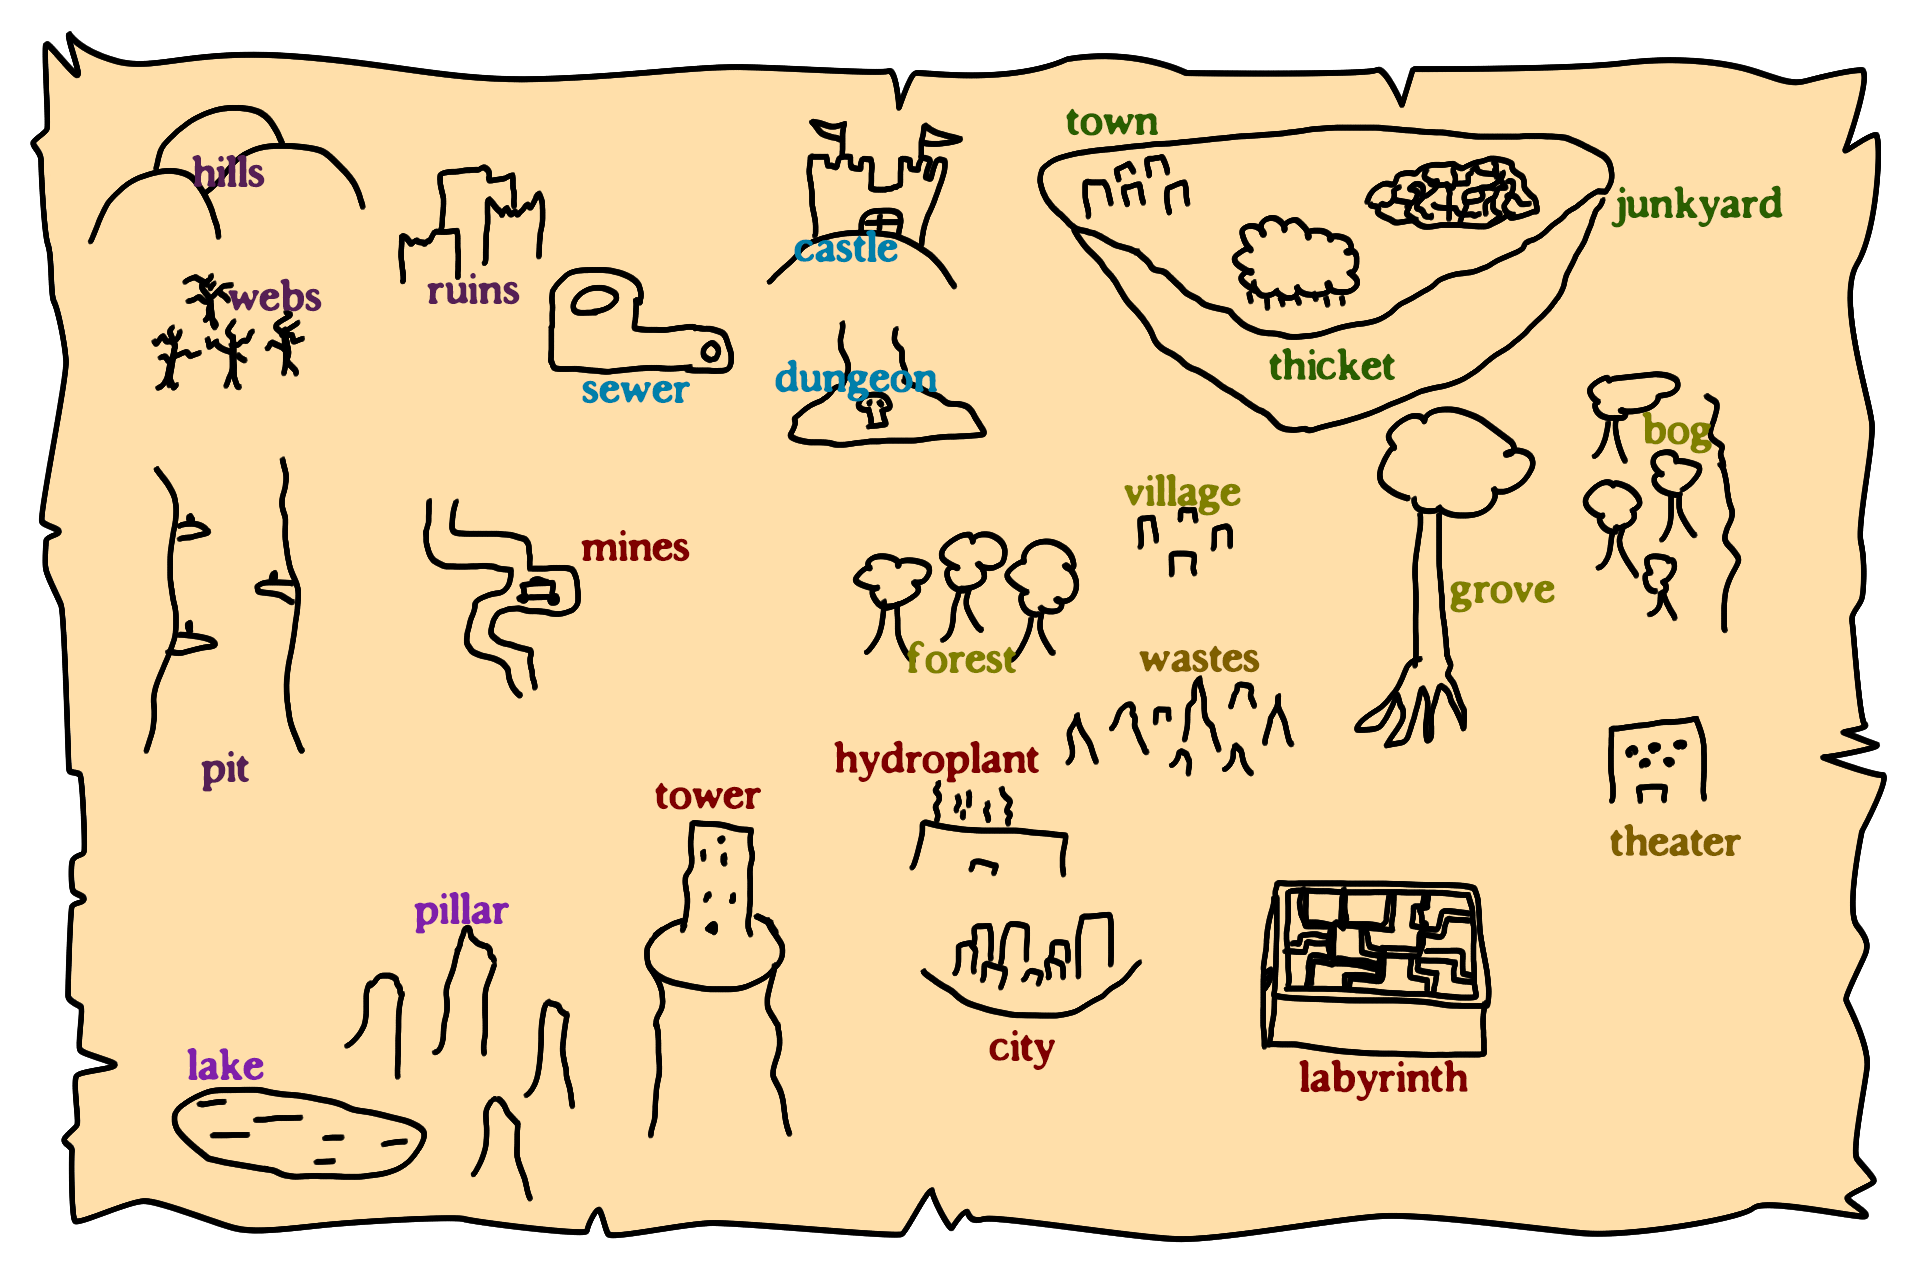 town
hills
junkyard
castle
webs
ruins
thicket
dungeon
sewer
bog
village
mines
grove
forest
wastes
hydroplant
pit
tower
theater
pillar
city
lake
labyrinth